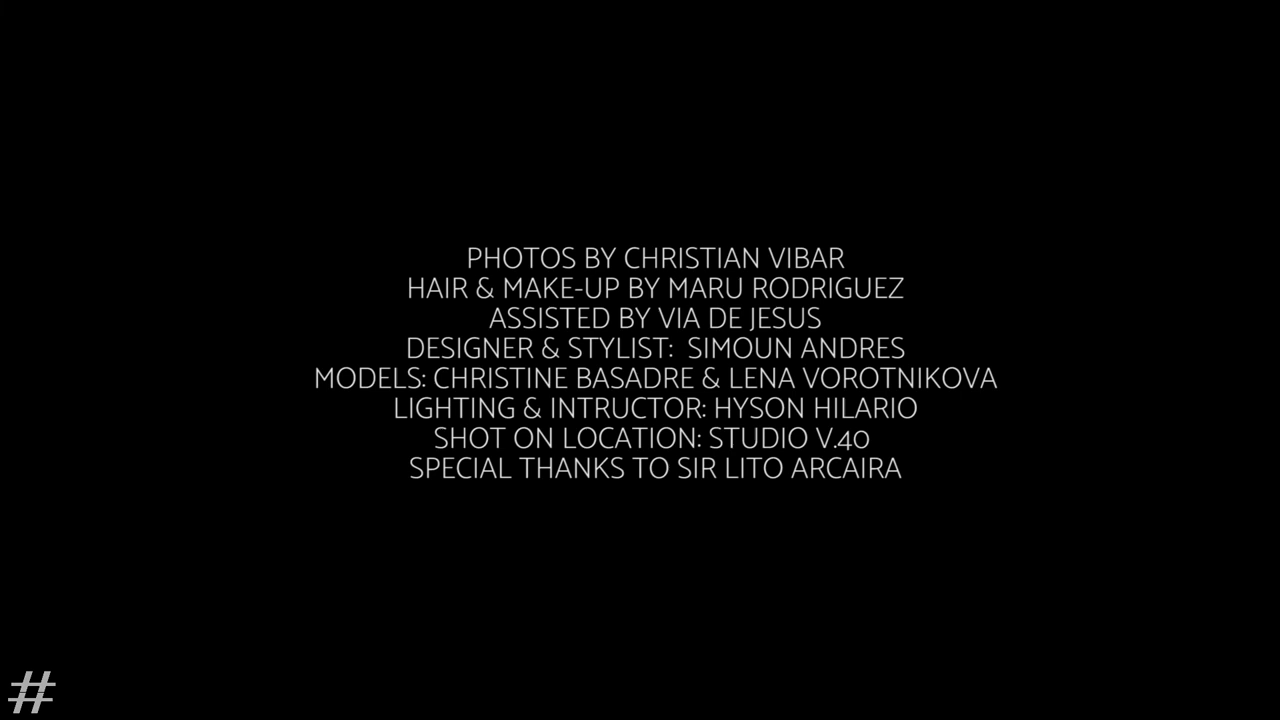 PHOTOS BY CHRISTIAN VIBAR
HAIR & MAKE-UP BY MARU RODRIGUEZ
ASSISTED BY VIA DE JESUS
DESIGNER & STYLIST:  SIMOUN ANDRES
MODELS: CHRISTINE BASADRE & LENA VOROTNIKOVA
LIGHTING & INTRUCTOR: HYSON HILARIO
SHOT ON LOCATION: STUDIO V.40
SPECIAL THANKS TO SIR LITO ARCAIRA
#